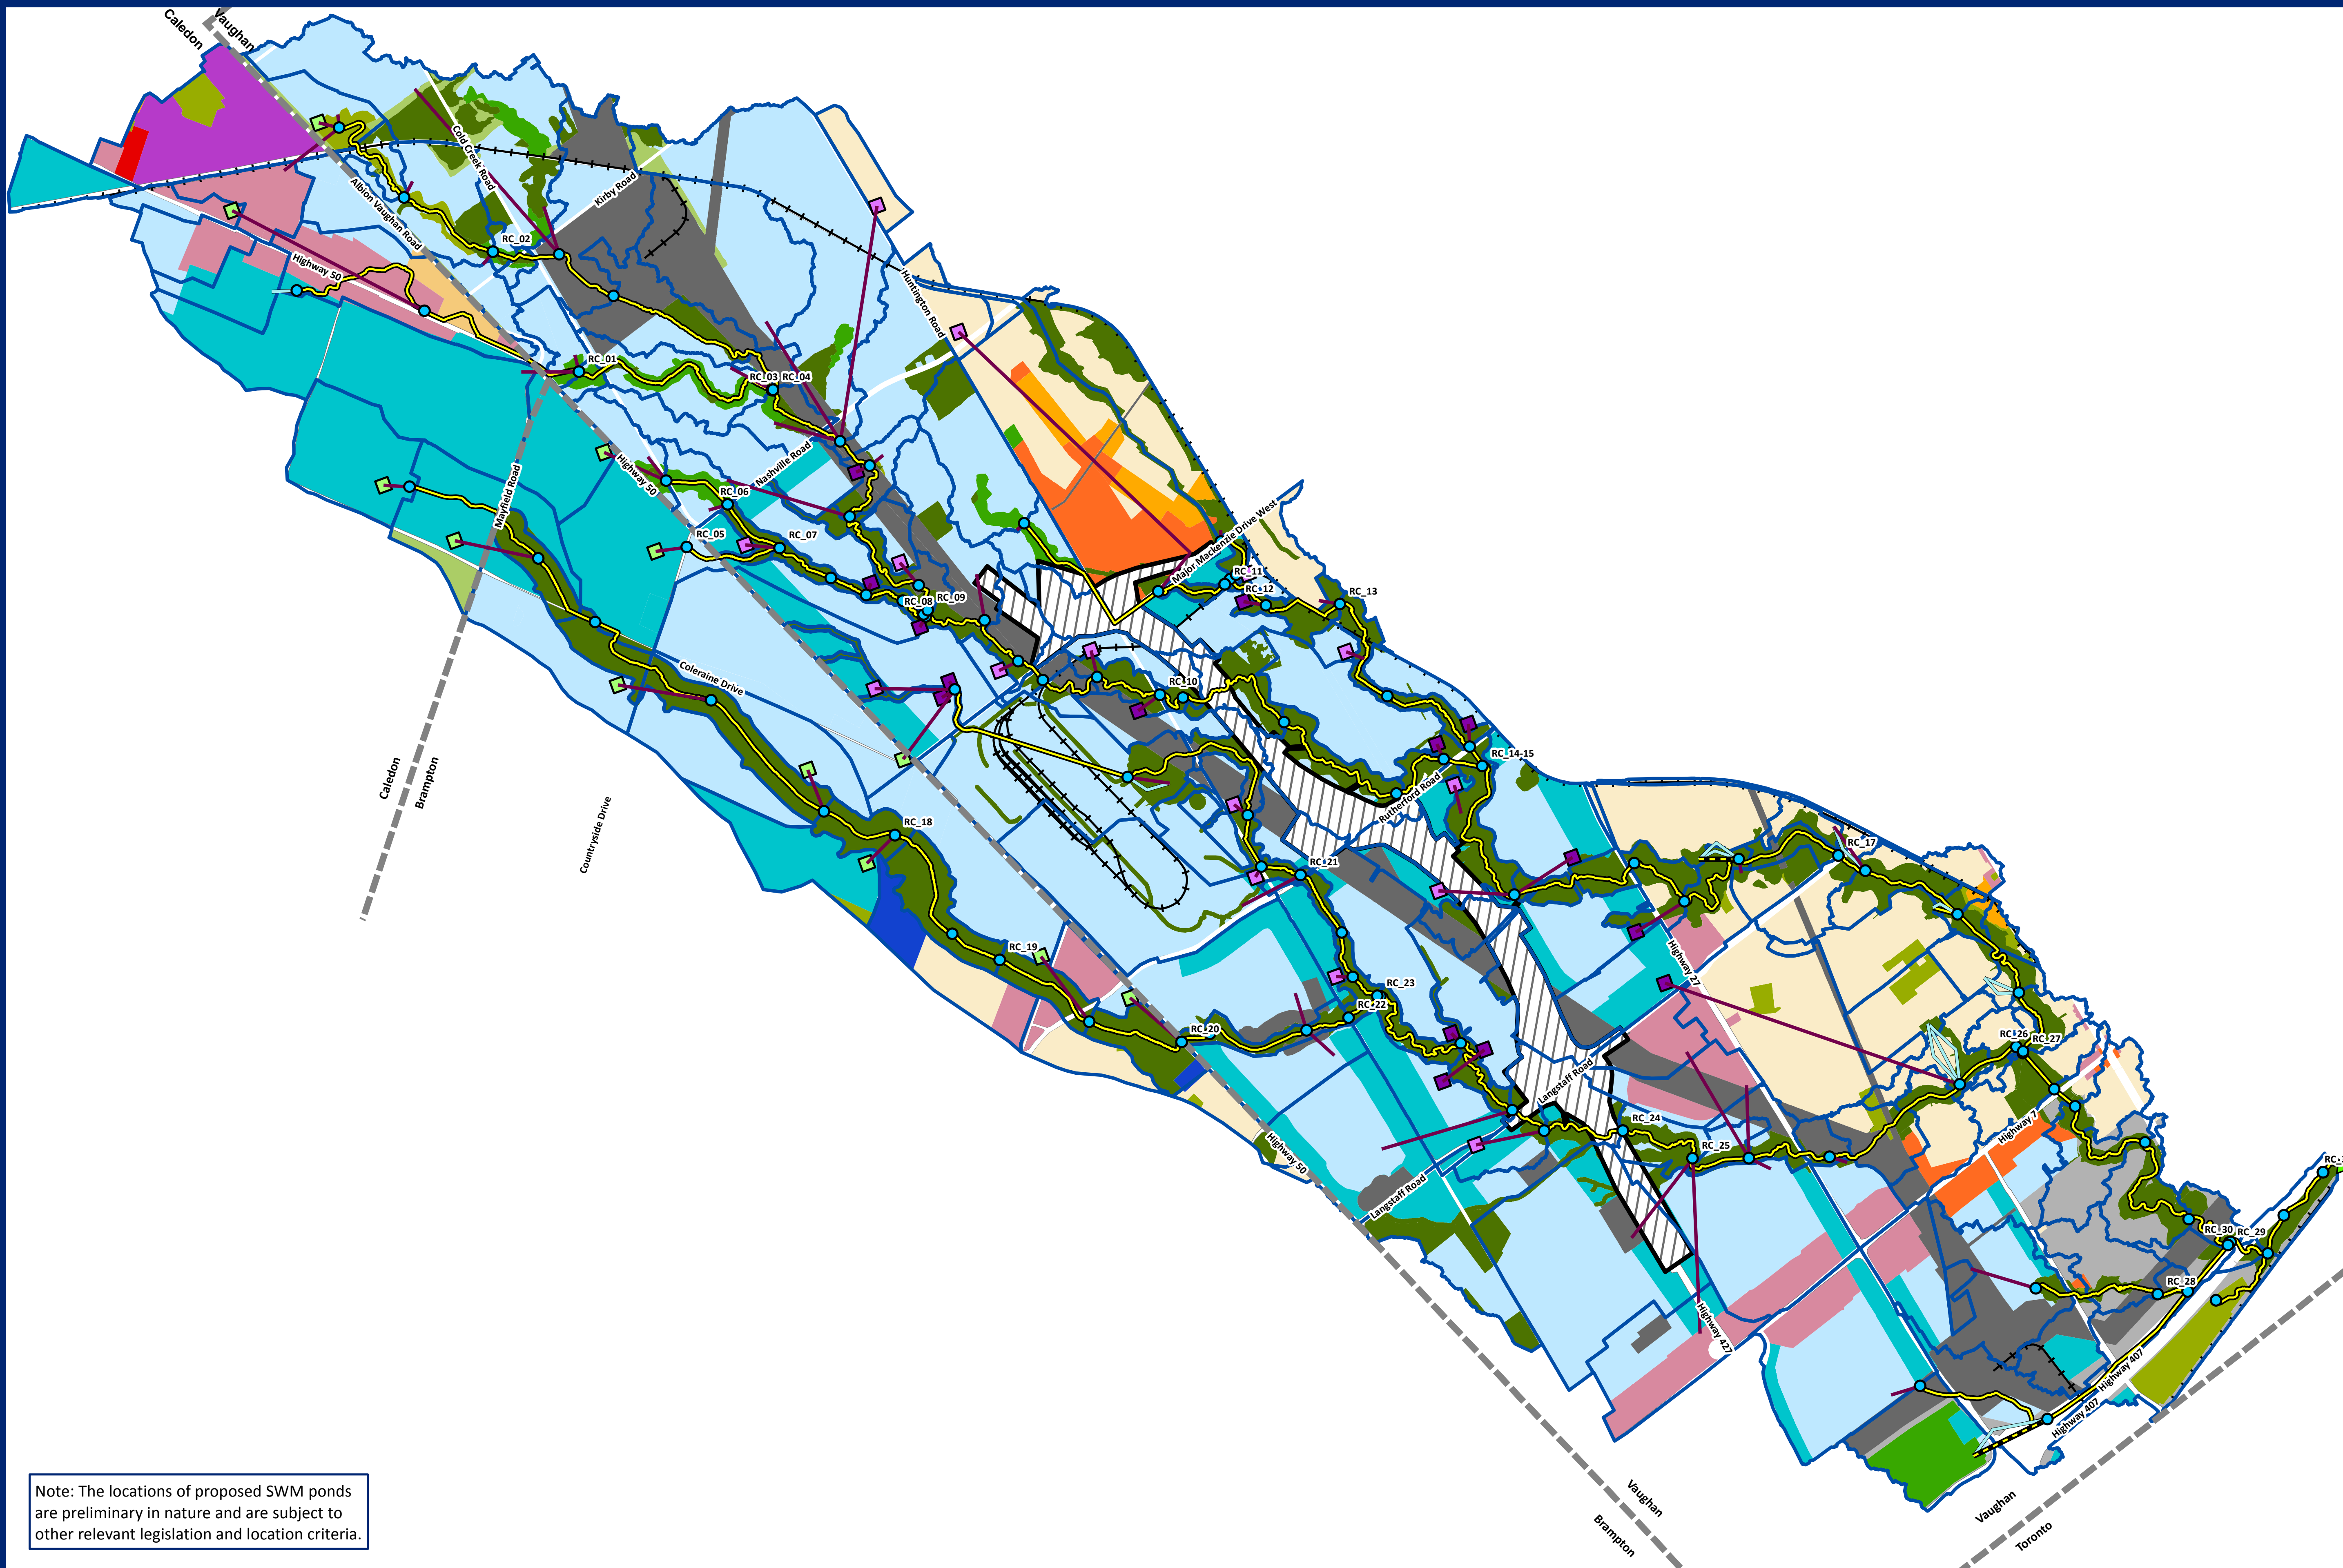 Caledon
Vaughan
Cold Creek Road
Kirby Road
Albion Vaughan Road
RC_02
Highway 50
Huntington Road
RC_01
RC_03
RC_04
Nashville Road
Highway 50
Mayfield Road
RC_06
RC_05
RC_07
Major Mackenzie Drive West
RC_11
RC_12
RC_13
RC_08
RC_09
Coleraine Drive
RC_10
RC_14-15
Caledon
Brampton
Countryside Drive
Rutherford Road
RC_18
RC_17
RC_21
RC_19
Highway 27
RC_23
RC_22
RC_20
RC_26
RC_27
Langstaff Road
RC_24
Highway 7
Highway 50
RC_25
Langstaff Road
RC_30
RC_29
RC_28
Highway 427
Highway 407
Highway 407
Note: The locations of proposed SWM ponds
are preliminary in nature and are subject to
other relevant legislation and location criteria.
Vaughan
Brampton
Vaughan
Toronto